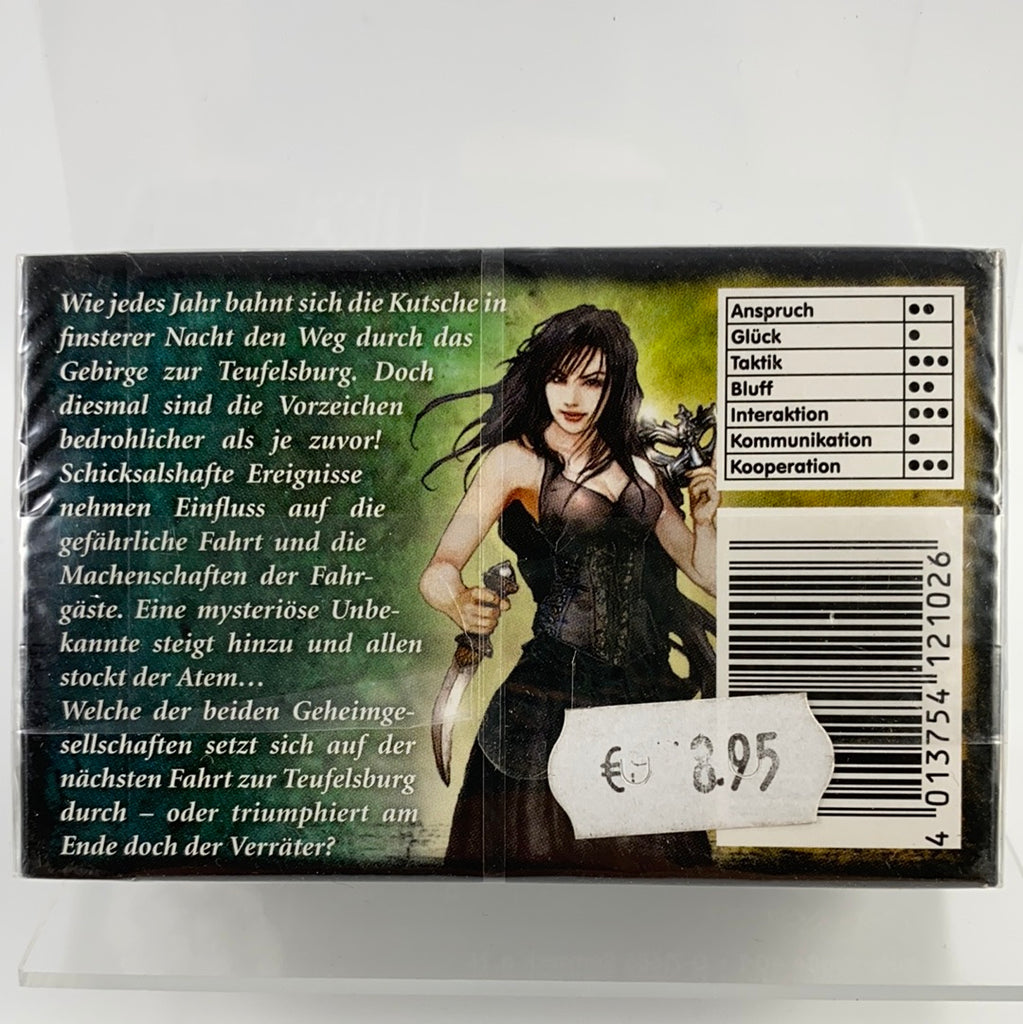 Wie jedes Jahr bahnt sich die Kutsche in
finsterer Nacht den Weg durch das
Gebirge zur Teufelsburg. Doch
diesmal sind die Vorzeichen
bedrohlicher als je zuvor!
Schicksalshafte Ereignisse
nehmen Einfluss auf die
gefährliche Fahrt und die
Machenschaften der Fahr-
gäste. Eine mysteriöse Unbe-
kannte steigt hinzu und allen
stockt der Atem...
Welche der beiden Geheimge-
sellschaften setzt sich auf der
nächsten Fahrt zur Teufelsburg
durch – oder triumphiert am
Ende doch der Verräter?
Anspruch
Glück
Taktik
Bluff
Interaktion
Kommunikation
Kooperation
4 013754 121026
€ 8.95